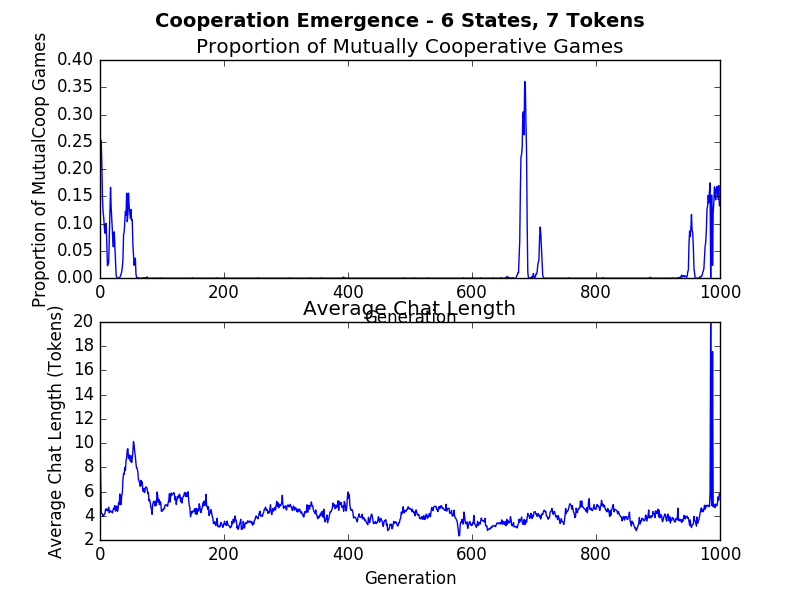 Cooperation Emergence - 6 States, 7 Tokens
Proportion of Mutually Cooperative Games
Proportion of MutualCoop Games
0.40
0.35
0.30
0.25
0.20
0.15
0.10
0.05
0.00
0 200 400 600 800 1000
Generation
Average Chat Length
Average Chat Length (Tokens)
20
18
16
14
12
10
8
6
4
2
0 200 400 600 800 1000
Generation